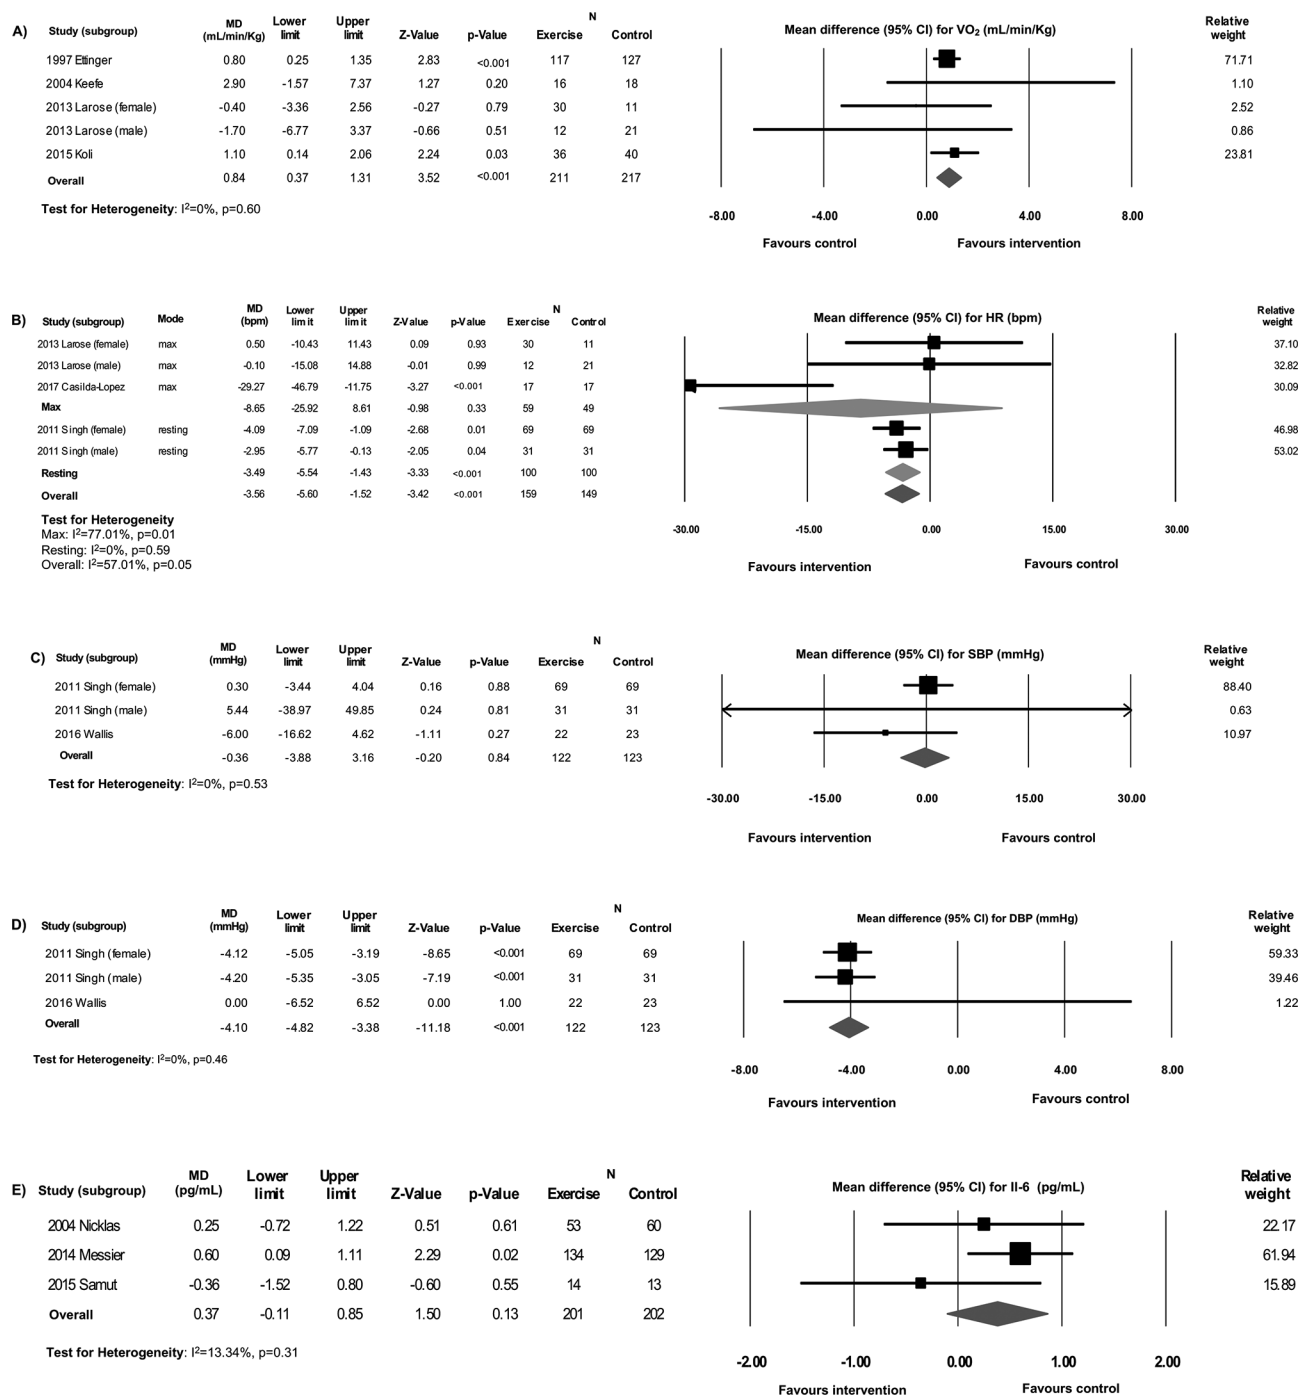 A) Study (subgroup) MD (mL/min/Kg) Lower limit Upper limit Z-Value p-Value N Exercise Control Mean difference (95% CI) for VO2 (mL/min/Kg) Relative weight
1997 Ettinger 0.80 0.25 1.35 2.83 <0.001 117 127 71.71
2004 Keefe 2.90 -1.57 7.37 1.27 0.20 16 18 1.10
2013 Larose (female) -0.40 -3.36 2.56 -0.27 0.79 30 11 2.52
2013 Larose (male) -1.70 -6.77 3.37 -0.66 0.51 12 21 0.86
2015 Koli 1.10 0.14 2.06 2.24 0.03 36 40 23.81
Overall 0.84 0.37 1.31 3.52 <0.001 211 217
Test for Heterogeneity: I2=0%, p=0.60
-8.00 -4.00 0.00 4.00 8.00
Favours control Favours intervention
B) Study (subgroup) Mode MD (bpm) Lower limit Upper limit Z-Value p-Value N Exercise Control Mean difference (95% CI) for HR (bpm) Relative weight
2013 Larose (female) max 0.50 -10.43 11.43 0.09 0.93 30 11 37.10
2013 Larose (male) max -0.10 -15.08 14.88 -0.01 0.99 12 21 32.82
2017 Casilda-Lopez max -29.27 -46.79 -11.75 -3.27 <0.001 17 17 30.09
Max -8.65 -25.92 8.61 -0.98 0.33 59 49
2011 Singh (female) resting -4.09 -7.09 -1.09 -2.68 0.01 69 69 46.98
2011 Singh (male) resting -2.95 -5.77 -0.13 -2.05 0.04 31 31 53.02
Resting -3.49 -5.54 -1.43 -3.33 <0.001 100 100
Overall -3.56 -5.60 -1.52 -3.42 <0.001 159 149
Test for Heterogeneity
Max: I2=77.01%, p=0.01
Resting: I2=0%, p=0.59
Overall: I2=57.01%, p=0.05
-30.00 -15.00 0.00 15.00 30.00
Favours intervention Favours control
C) Study (subgroup) MD (mmHg) Lower limit Upper limit Z-Value p-Value N Exercise Control Mean difference (95% CI) for SBP (mmHg) Relative weight
2011 Singh (female) 0.30 -3.44 4.04 0.16 0.88 69 69 88.40
2011 Singh (male) 5.44 -38.97 49.85 0.24 0.81 31 31 0.63
2016 Wallis -6.00 -16.62 4.62 -1.11 0.27 22 23 10.97
Overall -0.36 -3.88 3.16 -0.20 0.84 122 123
Test for Heterogeneity: I2=0%, p=0.53
-30.00 -15.00 0.00 15.00 30.00
Favours intervention Favours control
D) Study (subgroup) MD (mmHg) Lower limit Upper limit Z-Value p-Value N Exercise Control Mean difference (95% CI) for DBP (mmHg) Relative weight
2011 Singh (female) -4.12 -5.05 -3.19 -8.65 <0.001 69 69 59.33
2011 Singh (male) -4.20 -5.35 -3.05 -7.19 <0.001 31 31 39.46
2016 Wallis 0.00 -6.52 6.52 0.00 1.00 22 23 1.22
Overall -4.10 -4.82 -3.38 -11.18 <0.001 122 123
Test for Heterogeneity: I2=0%, p=0.46
-8.00 -4.00 0.00 4.00 8.00
Favours intervention Favours control
E) Study (subgroup) MD (pg/mL) Lower limit Upper limit Z-Value p-Value N Exercise Control Mean difference (95% CI) for Il-6 (pg/mL) Relative weight
2004 Nicklas 0.25 -0.72 1.22 0.51 0.61 53 60 22.17
2014 Messier 0.60 0.09 1.11 2.29 0.02 134 129 61.94
2015 Samut -0.36 -1.52 0.80 -0.60 0.55 14 13 15.89
Overall 0.37 -0.11 0.85 1.50 0.13 201 202
Test for Heterogeneity: I2=13.34%, p=0.31
-2.00 -1.00 0.00 1.00 2.00
Favours intervention Favours control